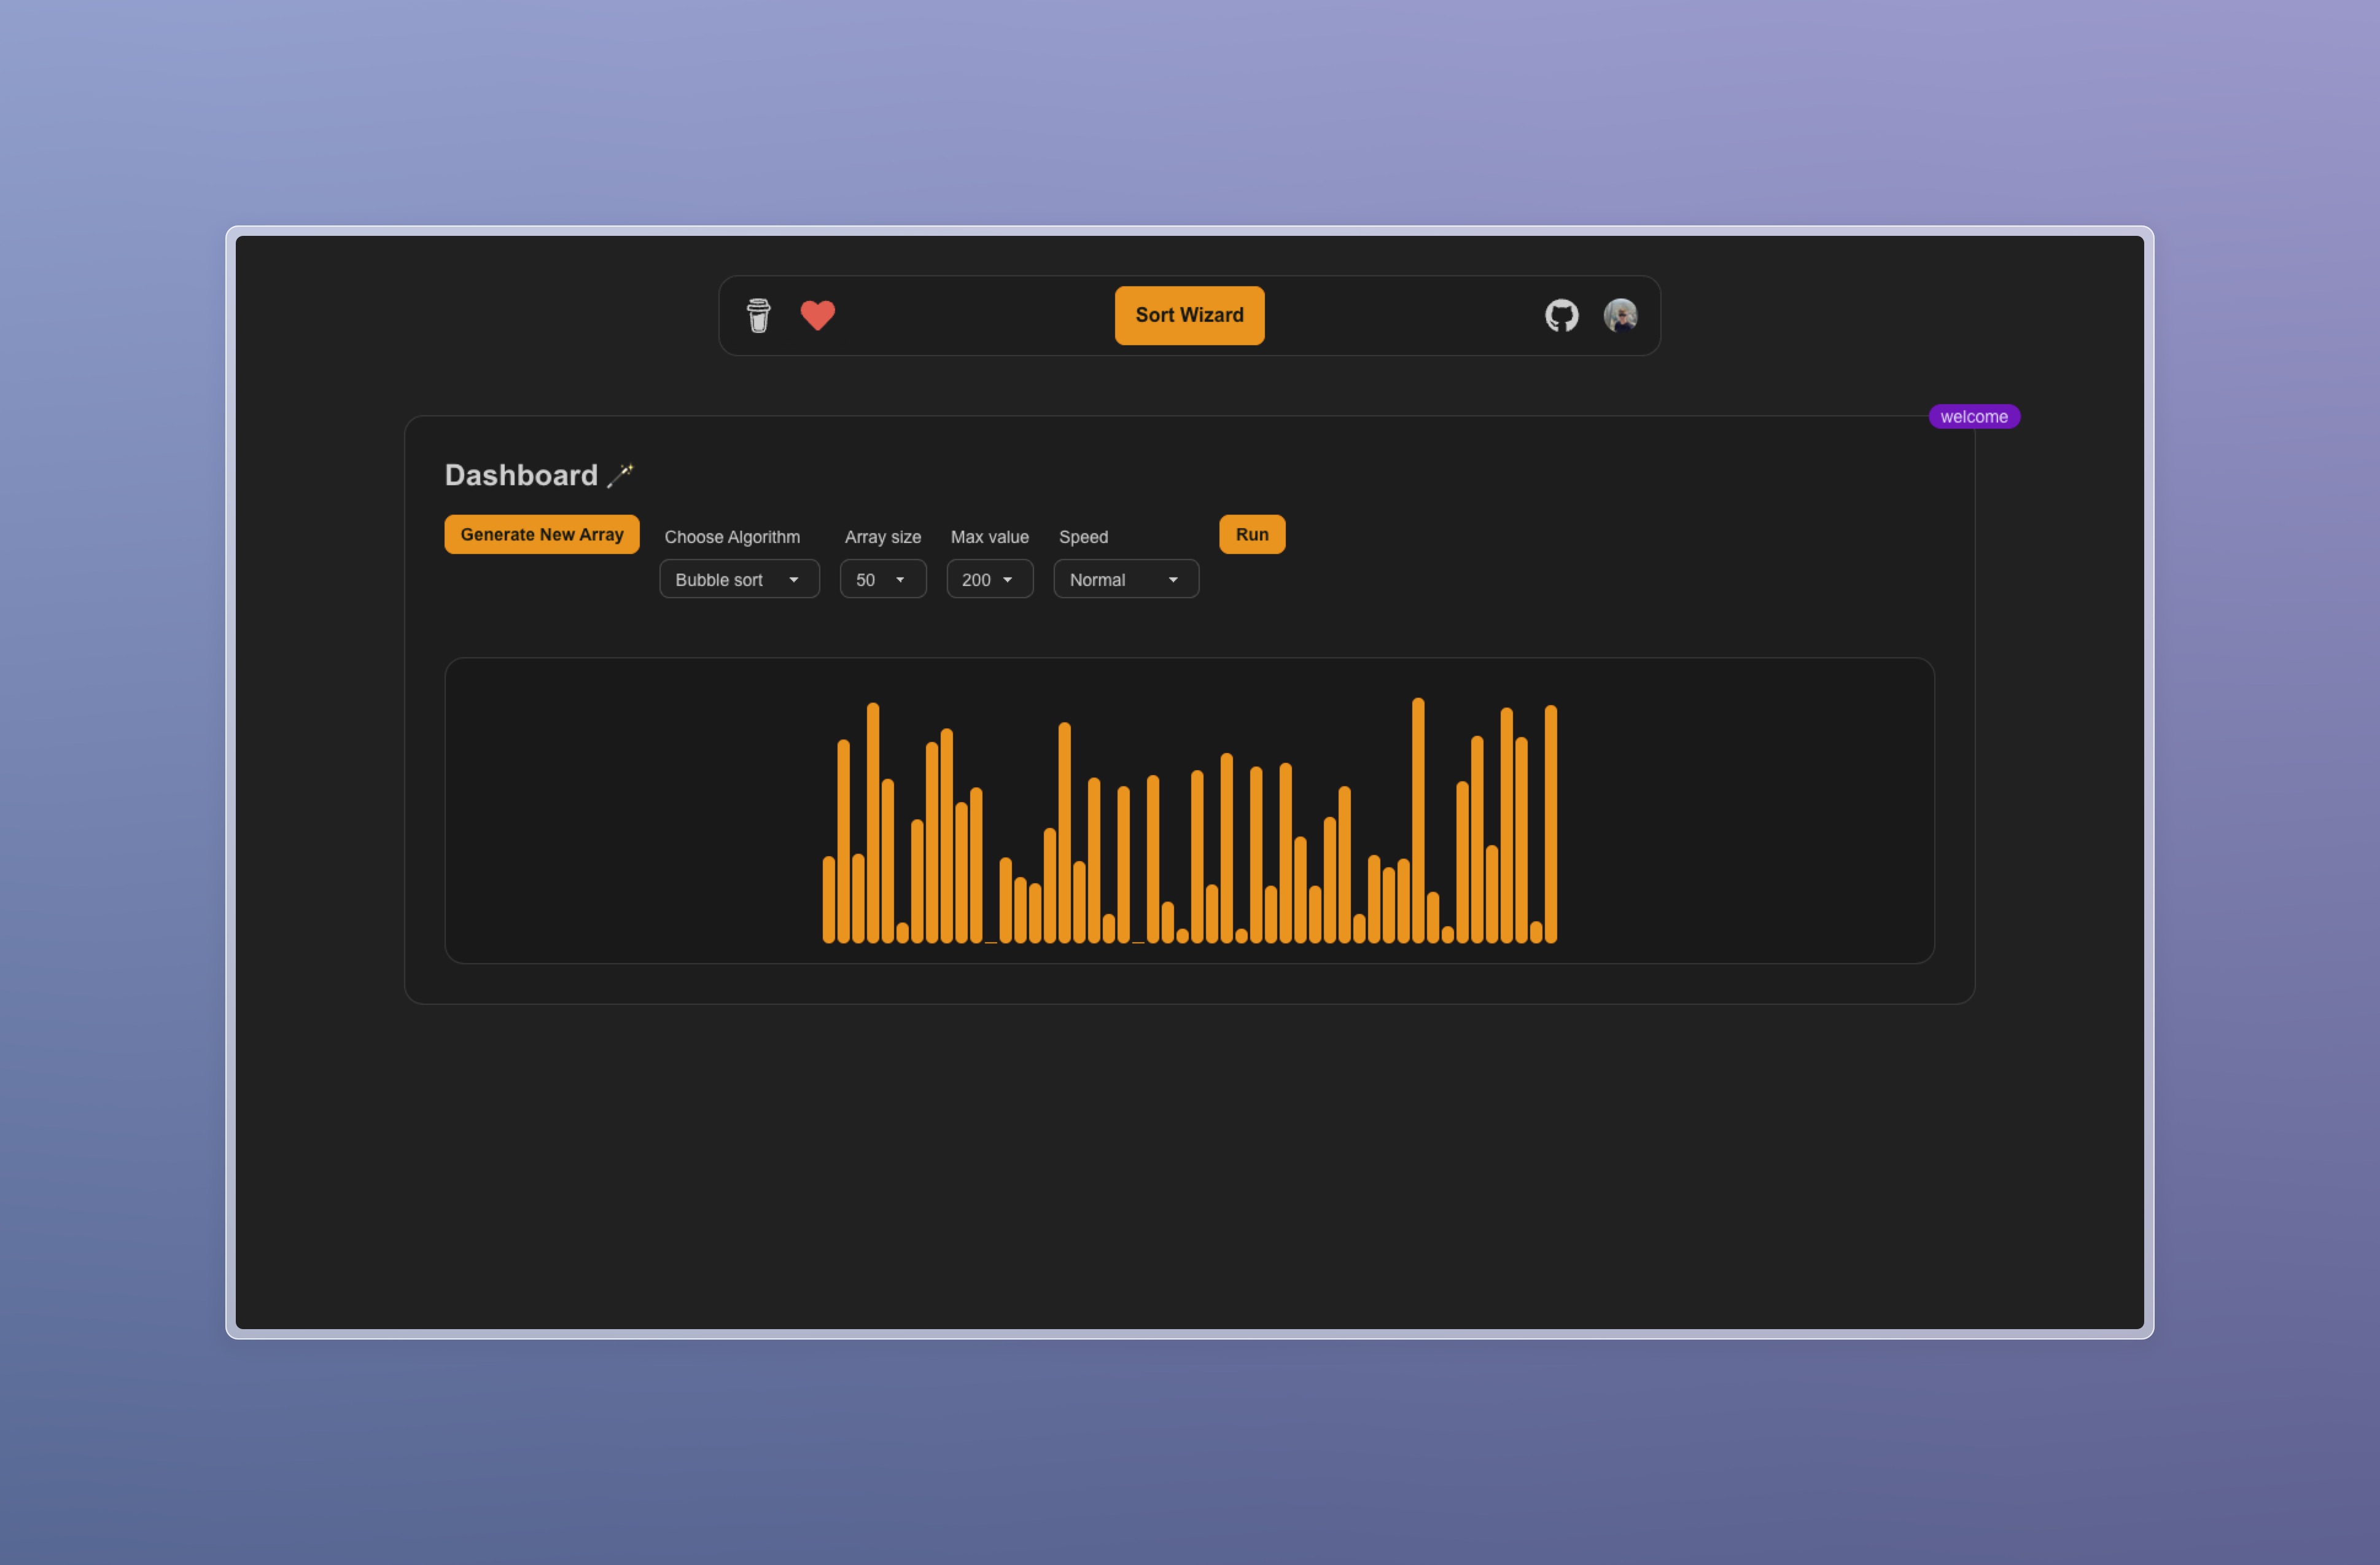 Sort Wizard
welcome
Dashboard
Generate New Array
Choose Algorithm
Array size
Max value
Speed
Run
Bubble sort
50
200
Normal